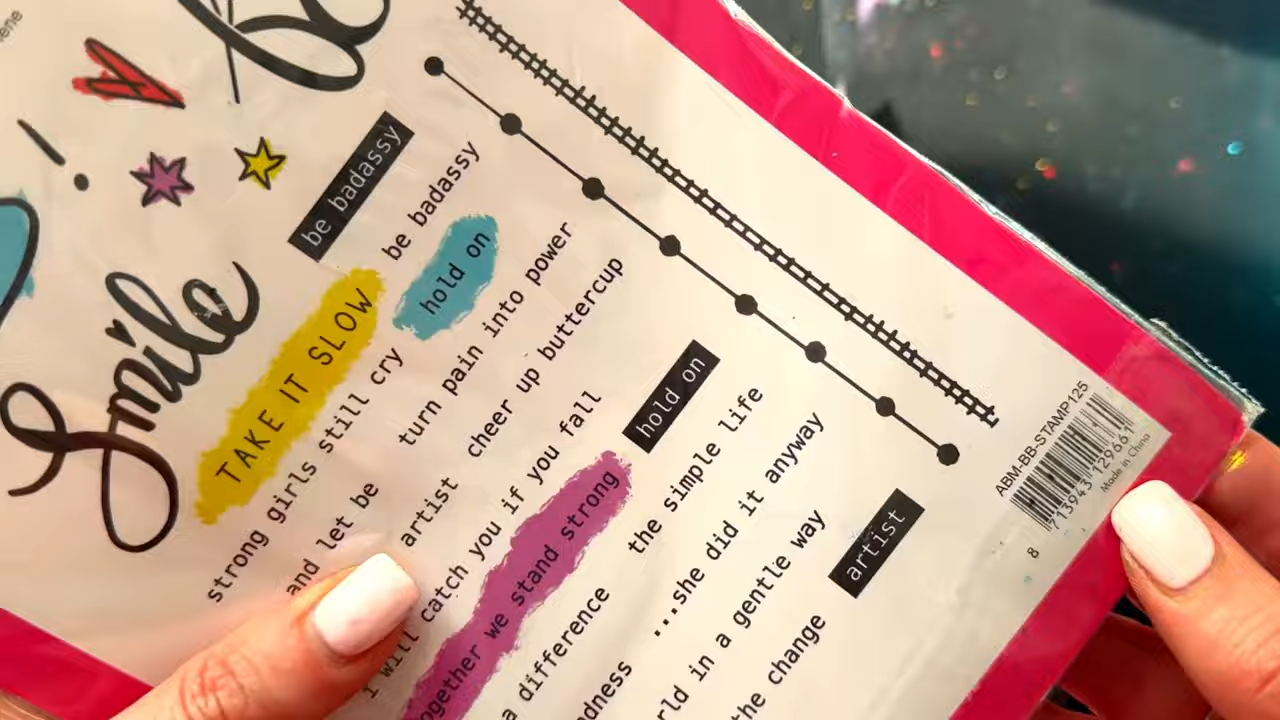 be badassy
be badassy
hold on
TAKE IT SLOW
Smile
strong girls still cry
turn pain into power
cheer up buttercup
and let be
artist
I will catch you if you fall
hold on
together we stand strong
the simple life
...she did it anyway
a difference
in a gentle way
artist
the change
ABM-BB-STAMP125
8 713943 129661
Made in China